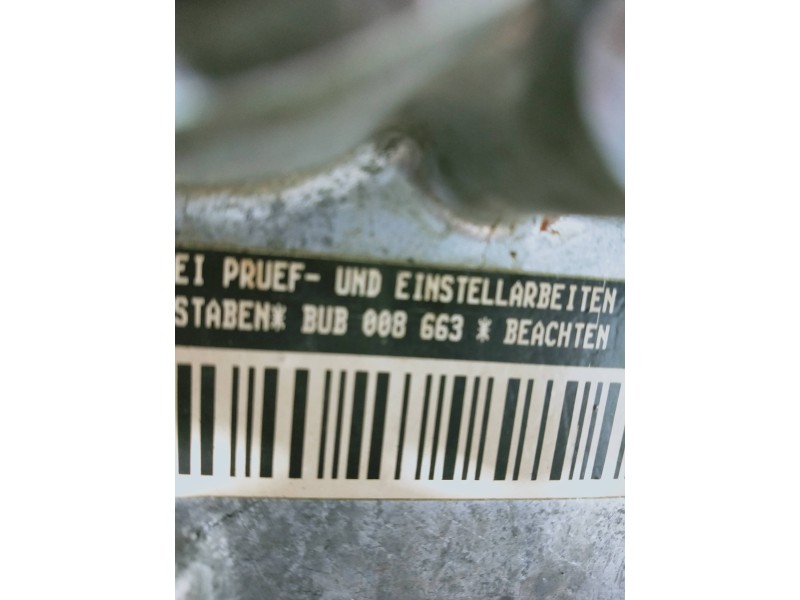 EI PRUEF- UND EINSTELLARBEITEN
STABEN* BUB 008 663 * BEACHTEN